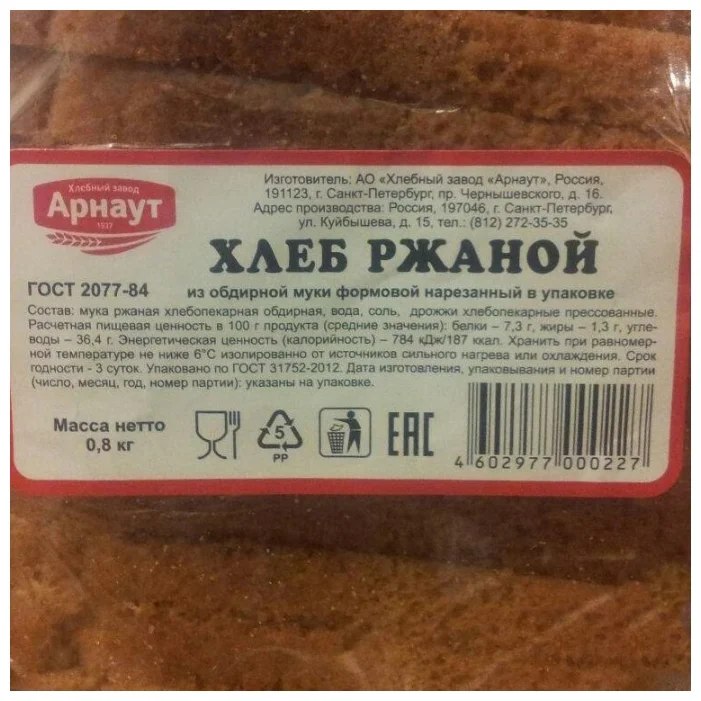 Хлебный завод
Арнаут
Изготовитель: АО «Хлебный завод «Арнаут», Россия,
191123, г. Санкт-Петербург, пр. Чернышевского, д. 16.
Адрес производства: Россия, 197046, г. Санкт-Петербург,
ул. Куйбышева, д. 15, тел.: (812) 272-35-35
ХЛЕБ РЖАНОЙ
ГОСТ 2077-84
из обдирной муки формовой нарезанный в упаковке
Состав: мука ржаная хлебопекарная обдирная, вода, соль, дрожжи хлебопекарные прессованные.
Расчетная пищевая ценность в 100 г продукта (средние значения): белки – 7,3 г, жиры – 1,3 г, угле-
воды – 36,4 г. Энергетическая ценность (калорийность) – 784 кДж/187 ккал. Хранить при равномер-
ной температуре не ниже 6°С изолированно от источников сильного нагрева или охлаждения. Срок
годности - 3 суток. Упаковано по ГОСТ 31752-2012. Дата изготовления, упаковывания и номер партии
(число, месяц, год, номер партии): указаны на упаковке.
Масса нетто
0,8 кг
5
PP
ЕАС
4 602977 000227